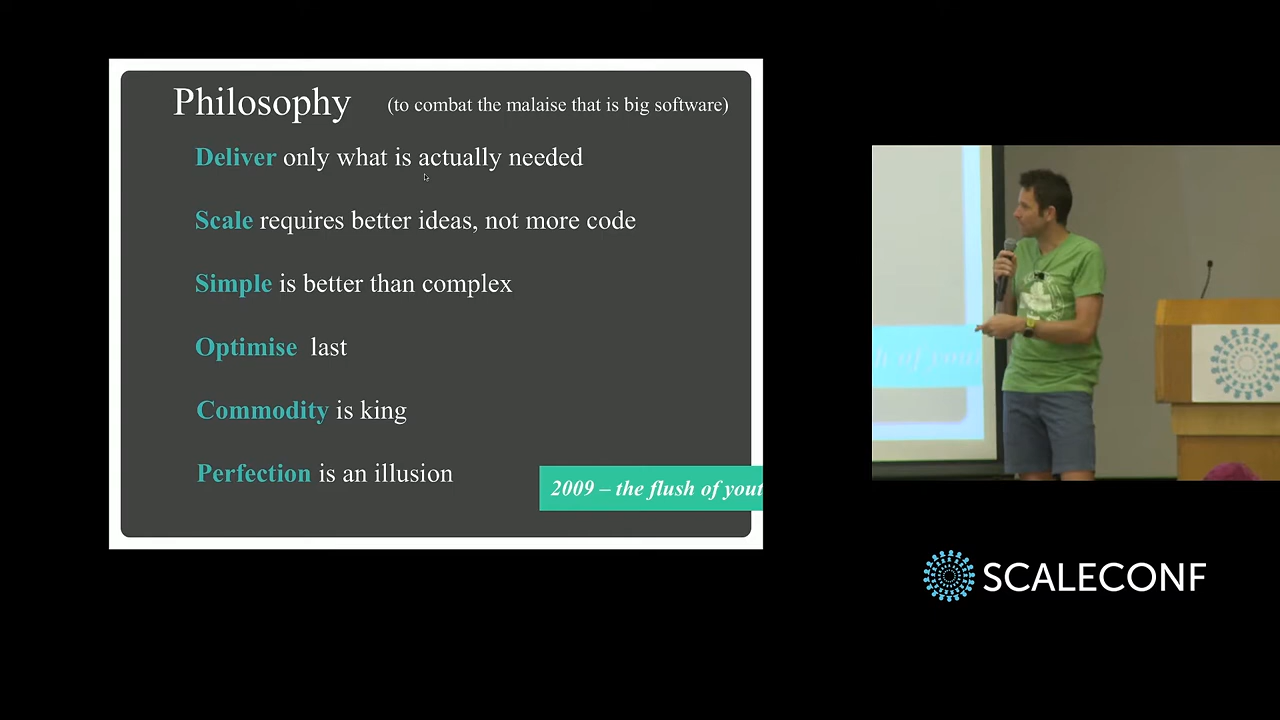 Philosophy (to combat the malaise that is big software)
Deliver only what is actually needed
Scale requires better ideas, not more code
Simple is better than complex
Optimise last
Commodity is king
Perfection is an illusion
2009 – the flush of yout
h of yout
SCALECONF